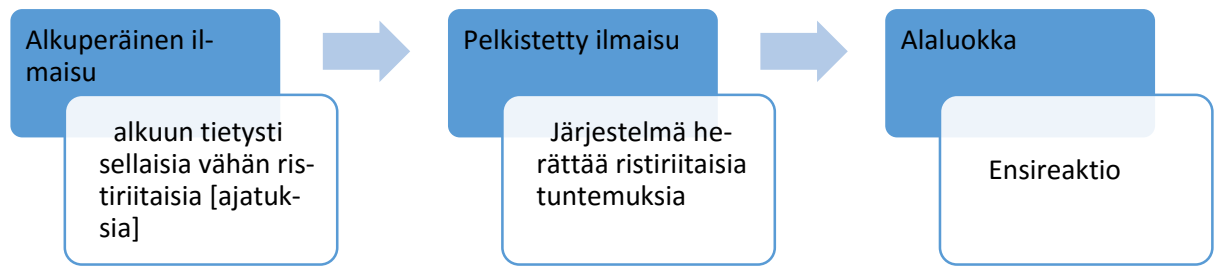 Alkuperäinen il-
maisu
alkuun tietysti
sellaisia vähän ris-
tiriitaisia [ajatuk-
sia]
Pelkistetty ilmaisu
Järjestelmä he-
rättää ristiriitaisia
tuntemuksia
Alaluokka
Ensireaktio